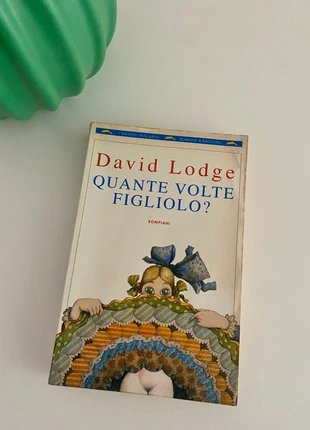 David Lodge
QUANTE VOLTE
FIGLIOLO?
BOMPIANI